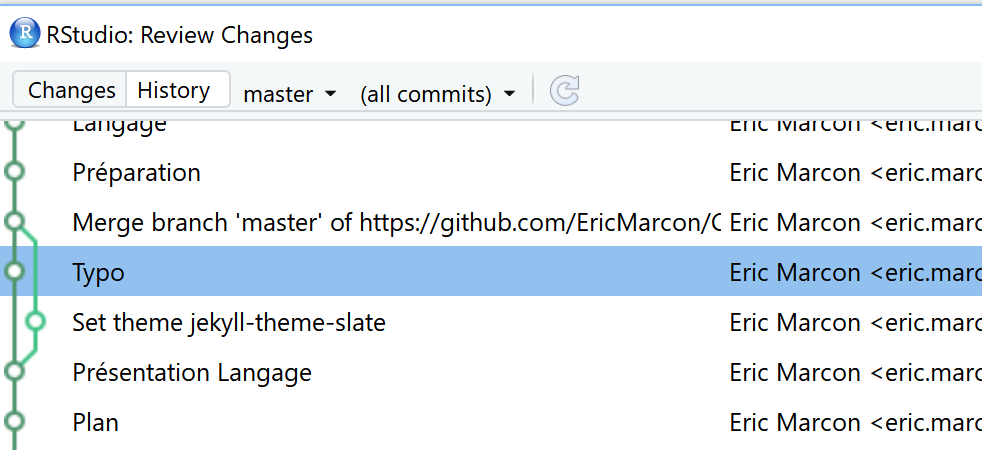 R RStudio: Review Changes
Changes History master (all commits)
Langage Eric Marcon <eric.marc
Préparation Eric Marcon <eric.marc
Merge branch 'master' of https://github.com/EricMarcon/ Eric Marcon <eric.marc
Typo Eric Marcon <eric.marc
Set theme jekyll-theme-slate Eric Marcon <eric.marc
Présentation Langage Eric Marcon <eric.marc
Plan Eric Marcon <eric.marc